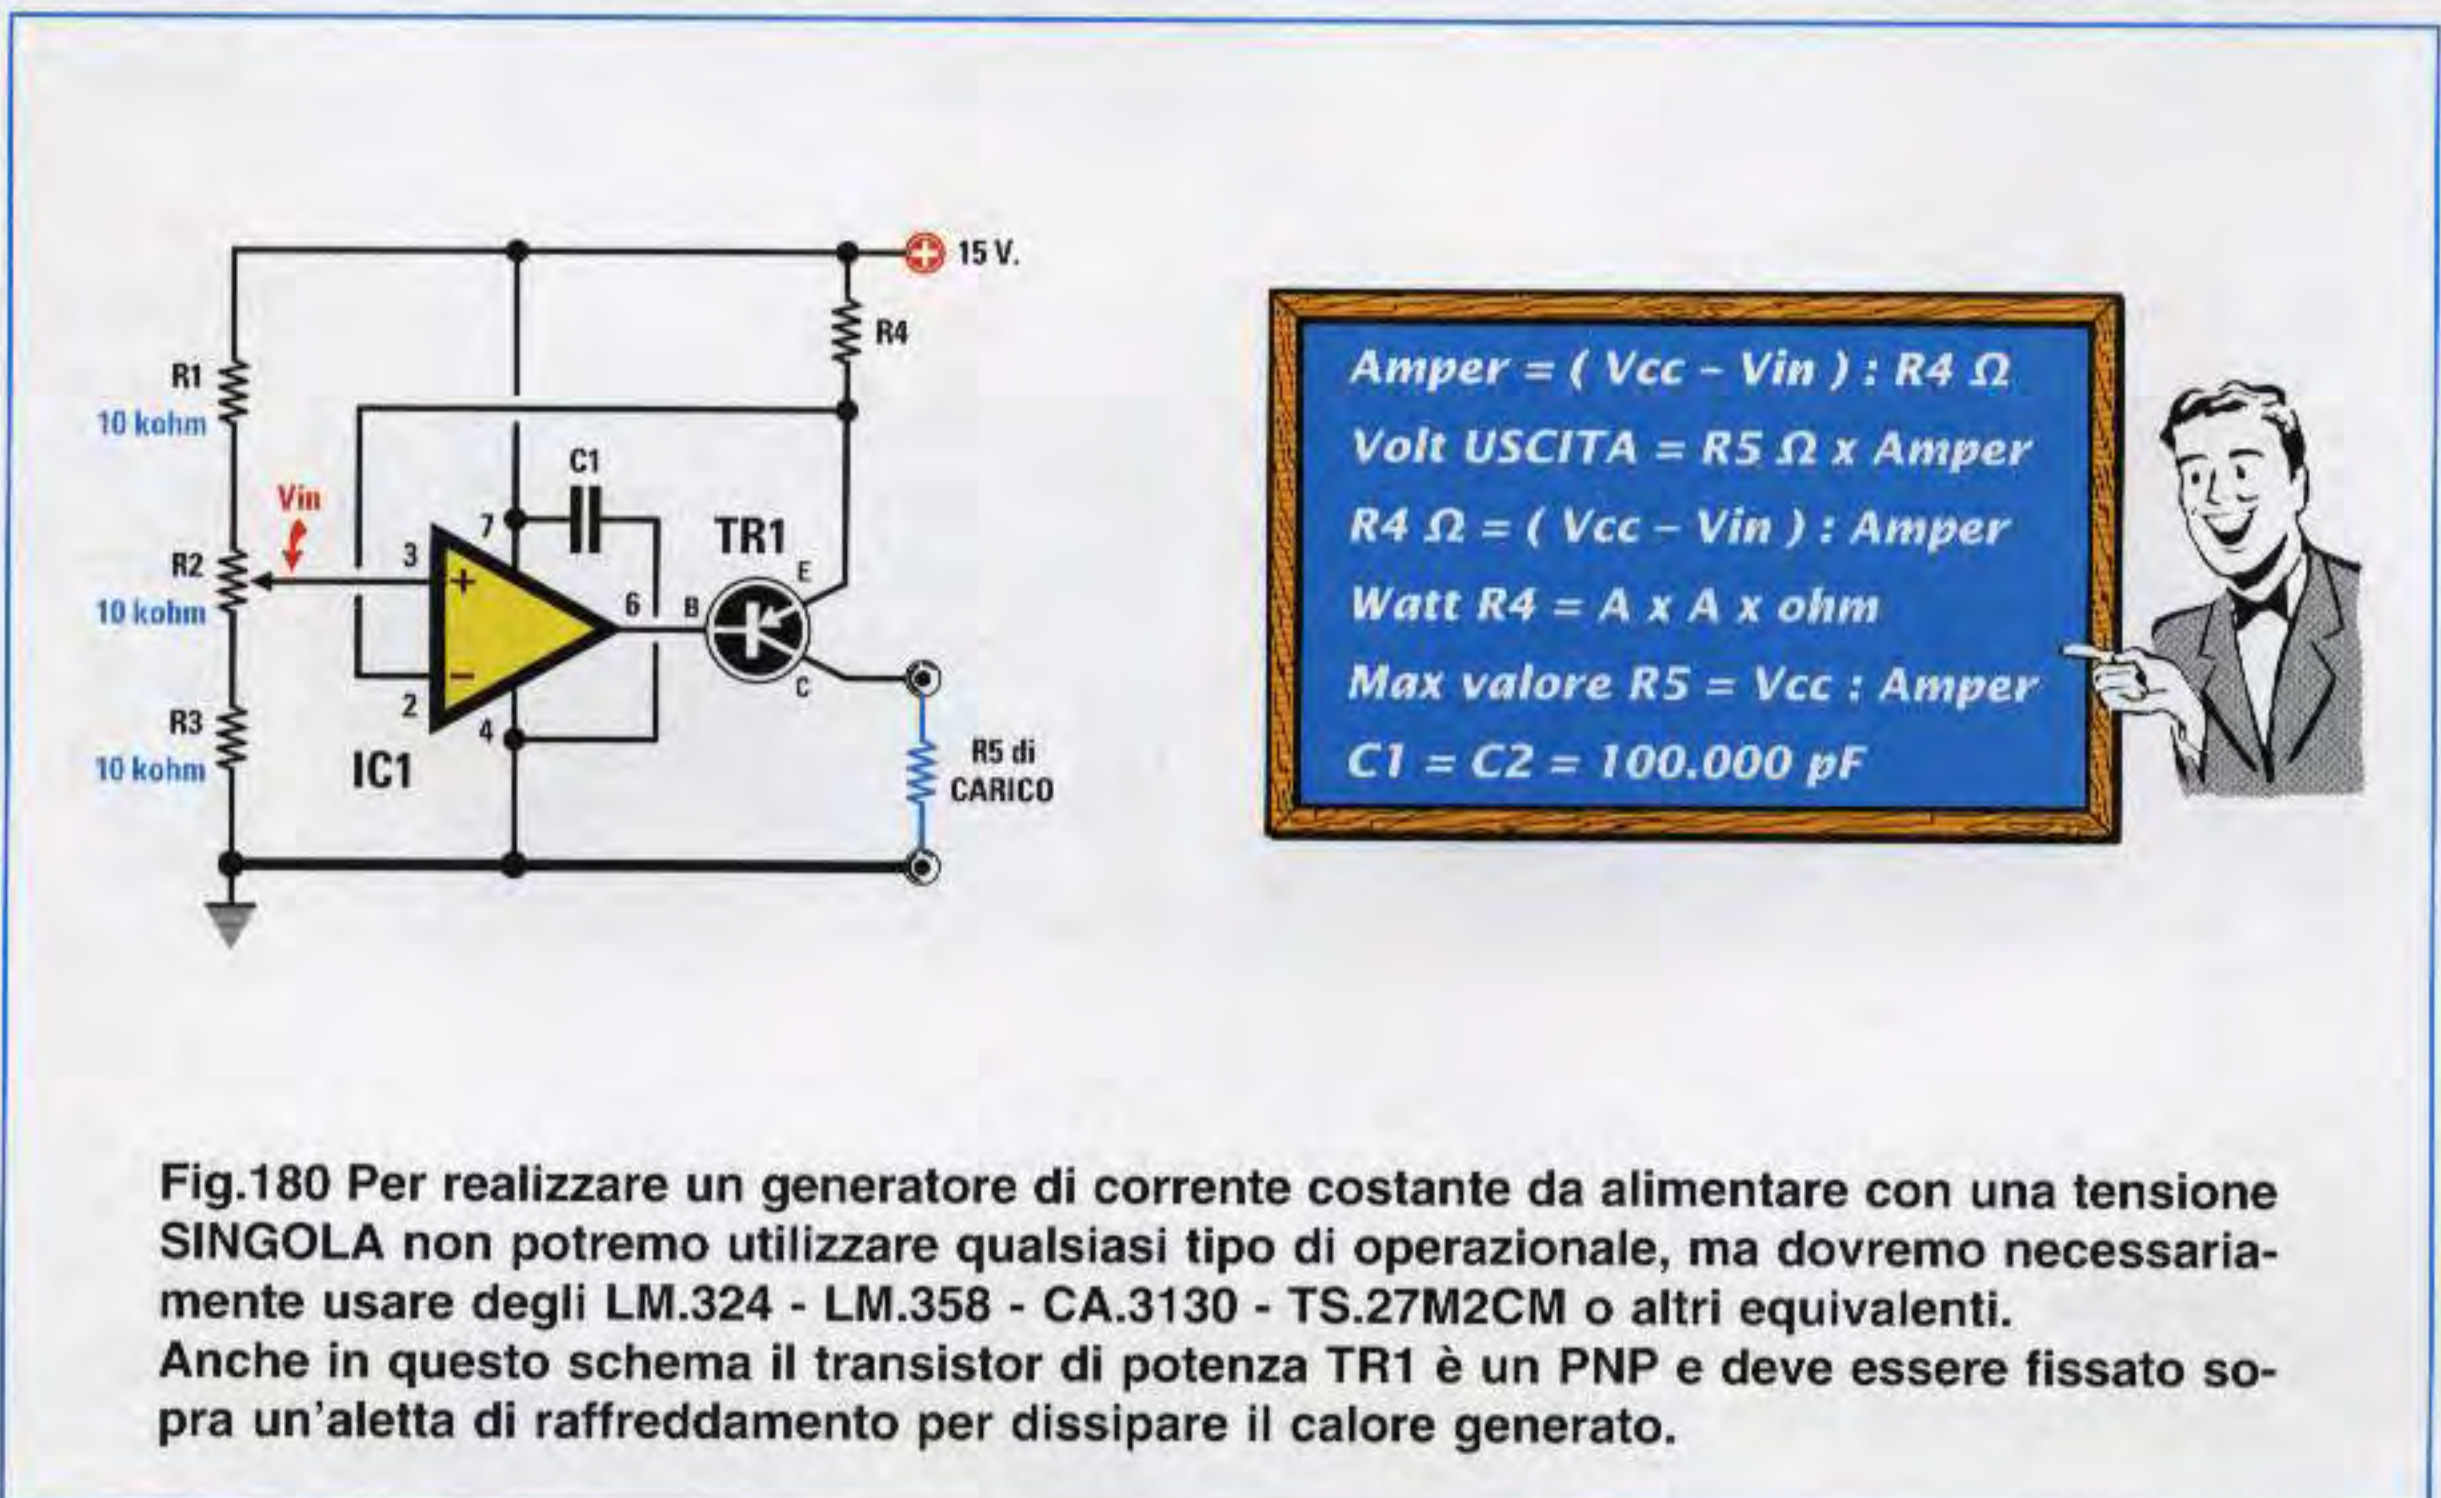 15 V.
R4
R1
10 kohm
C1
Vin
7
TR1
3
E
R2
+
10 kohm
6
B
−
2
C
R3
4
10 kohm
IC1
R5 di
CARICO
Amper = ( Vcc – Vin ) : R4 Ω
Volt USCITA = R5 Ω x Amper
R4 Ω = ( Vcc – Vin ) : Amper
Watt R4 = A x A x ohm
Max valore R5 = Vcc : Amper
C1 = C2 = 100.000 pF
Fig.180 Per realizzare un generatore di corrente costante da alimentare con una tensione
SINGOLA non potremo utilizzare qualsiasi tipo di operazionale, ma dovremo necessaria-
mente usare degli LM.324 - LM.358 - CA.3130 - TS.27M2CM o altri equivalenti.
Anche in questo schema il transistor di potenza TR1 è un PNP e deve essere fissato so-
pra un'aletta di raffreddamento per dissipare il calore generato.